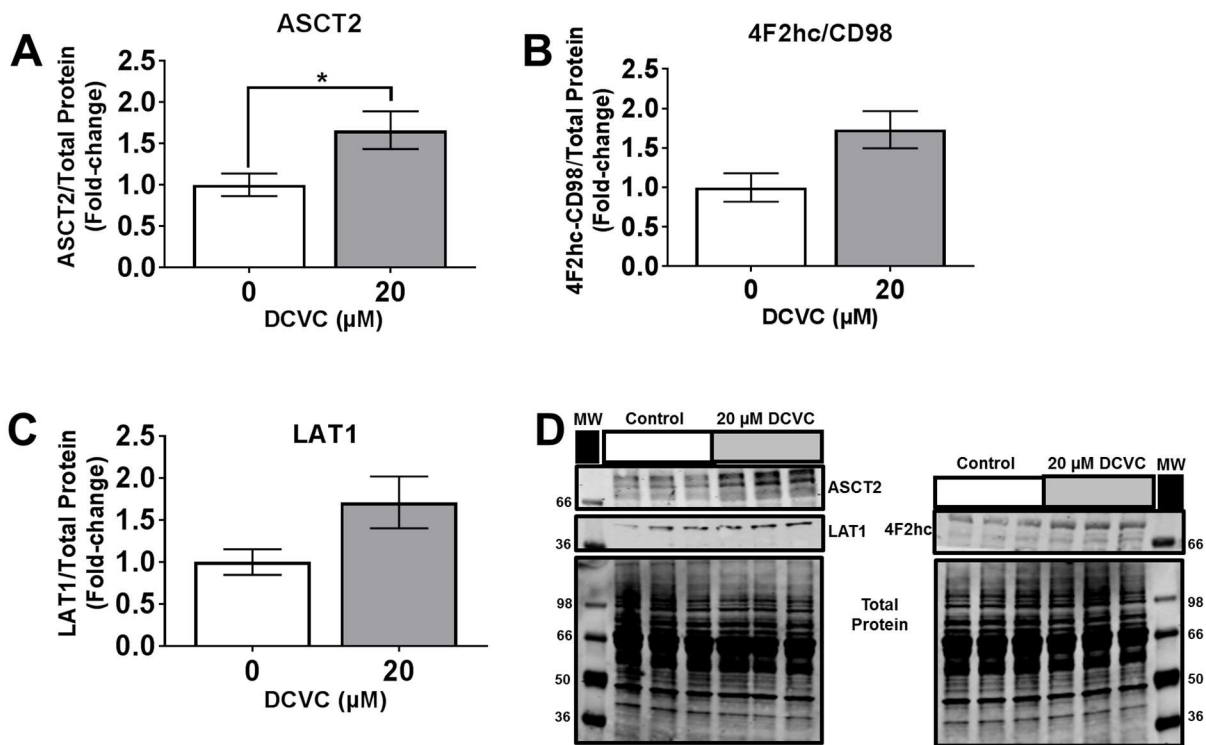 A
ASCT2
ASCT2/Total Protein
(Fold-change)
2.5
2.0
1.5
1.0
0.5
0.0
*
0
20
DCVC (µM)
B
4F2hc/CD98
4F2hc-CD98/Total Protein
(Fold-change)
2.5
2.0
1.5
1.0
0.5
0.0
0
20
DCVC (µM)
C
LAT1
LAT1/Total Protein
(Fold-change)
2.5
2.0
1.5
1.0
0.5
0.0
0
20
DCVC (µM)
D
MW
Control
20 µM DCVC
66
ASCT2
36
LAT1
98
66
50
36
Total
Protein
Control
20 µM DCVC
MW
4F2hc
66
98
66
50
36